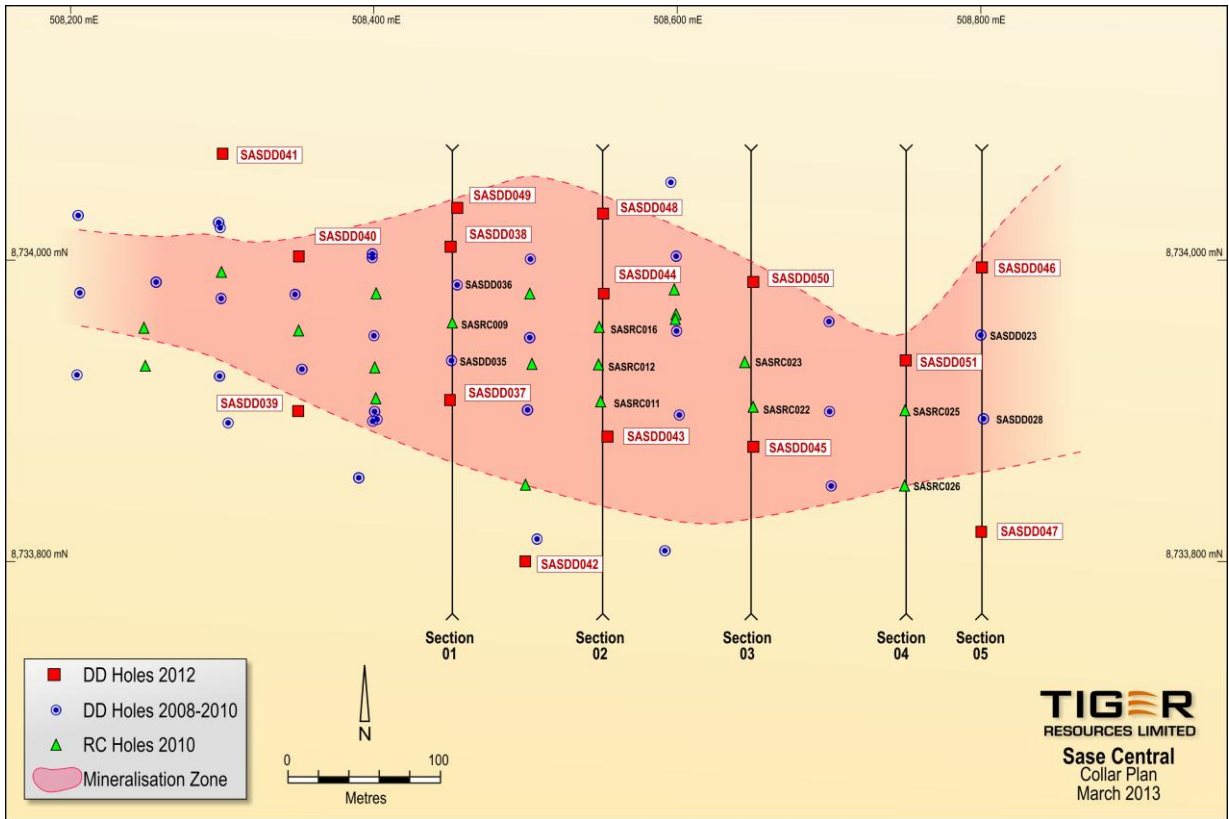 508,200 mE
508,400 mE
508,600 mE
508,800 mE
SASDD041
SASDD049
SASDD048
SASDD040
SASDD038
8,734,000 mN
8,734,000 mN
SASDD044
SASDD050
SASDD046
SASDD036
SASRC009
SASRC016
SASDD023
SASDD035
SASRC012
SASRC023
SASDD051
SASDD039
SASDD037
SASRC011
SASRC022
SASRC025
SASDD028
SASDD043
SASDD045
SASRC026
SASDD047
8,733,800 mN
8,733,800 mN
SASDD042
Section
01
Section
02
Section
03
Section
04
Section
05
DD Holes 2012
DD Holes 2008-2010
RC Holes 2010
Mineralisation Zone
N
0
100
Metres
TIGER
RESOURCES LIMITED
Sase Central
Collar Plan
March 2013